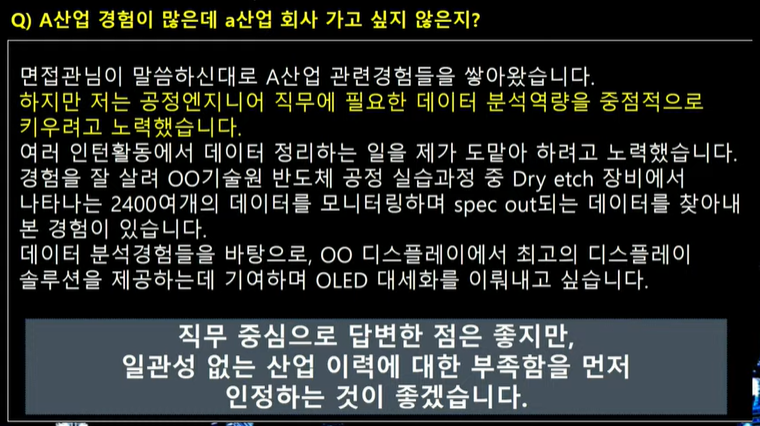 Q) A산업 경험이 많은데 a산업 회사 가고 싶지 않은지?
면접관님이 말씀하신대로 A산업 관련경험들을 쌓아왔습니다.
하지만 저는 공정엔지니어 직무에 필요한 데이터 분석역량을 중점적으로
키우려고 노력했습니다.
여러 인턴활동에서 데이터 정리하는 일을 제가 도맡아 하려고 노력했습니다.
경험을 잘 살려 OO기술원 반도체 공정 실습과정 중 Dry etch 장비에서
나타나는 2400여개의 데이터를 모니터링하며 spec out되는 데이터를 찾아내
본 경험이 있습니다.
데이터 분석경험들을 바탕으로, OO 디스플레이에서 최고의 디스플레이
솔루션을 제공하는데 기여하며 OLED 대세화를 이뤄내고 싶습니다.
직무 중심으로 답변한 점은 좋지만,
일관성 없는 산업 이력에 대한 부족함을 먼저
인정하는 것이 좋겠습니다.